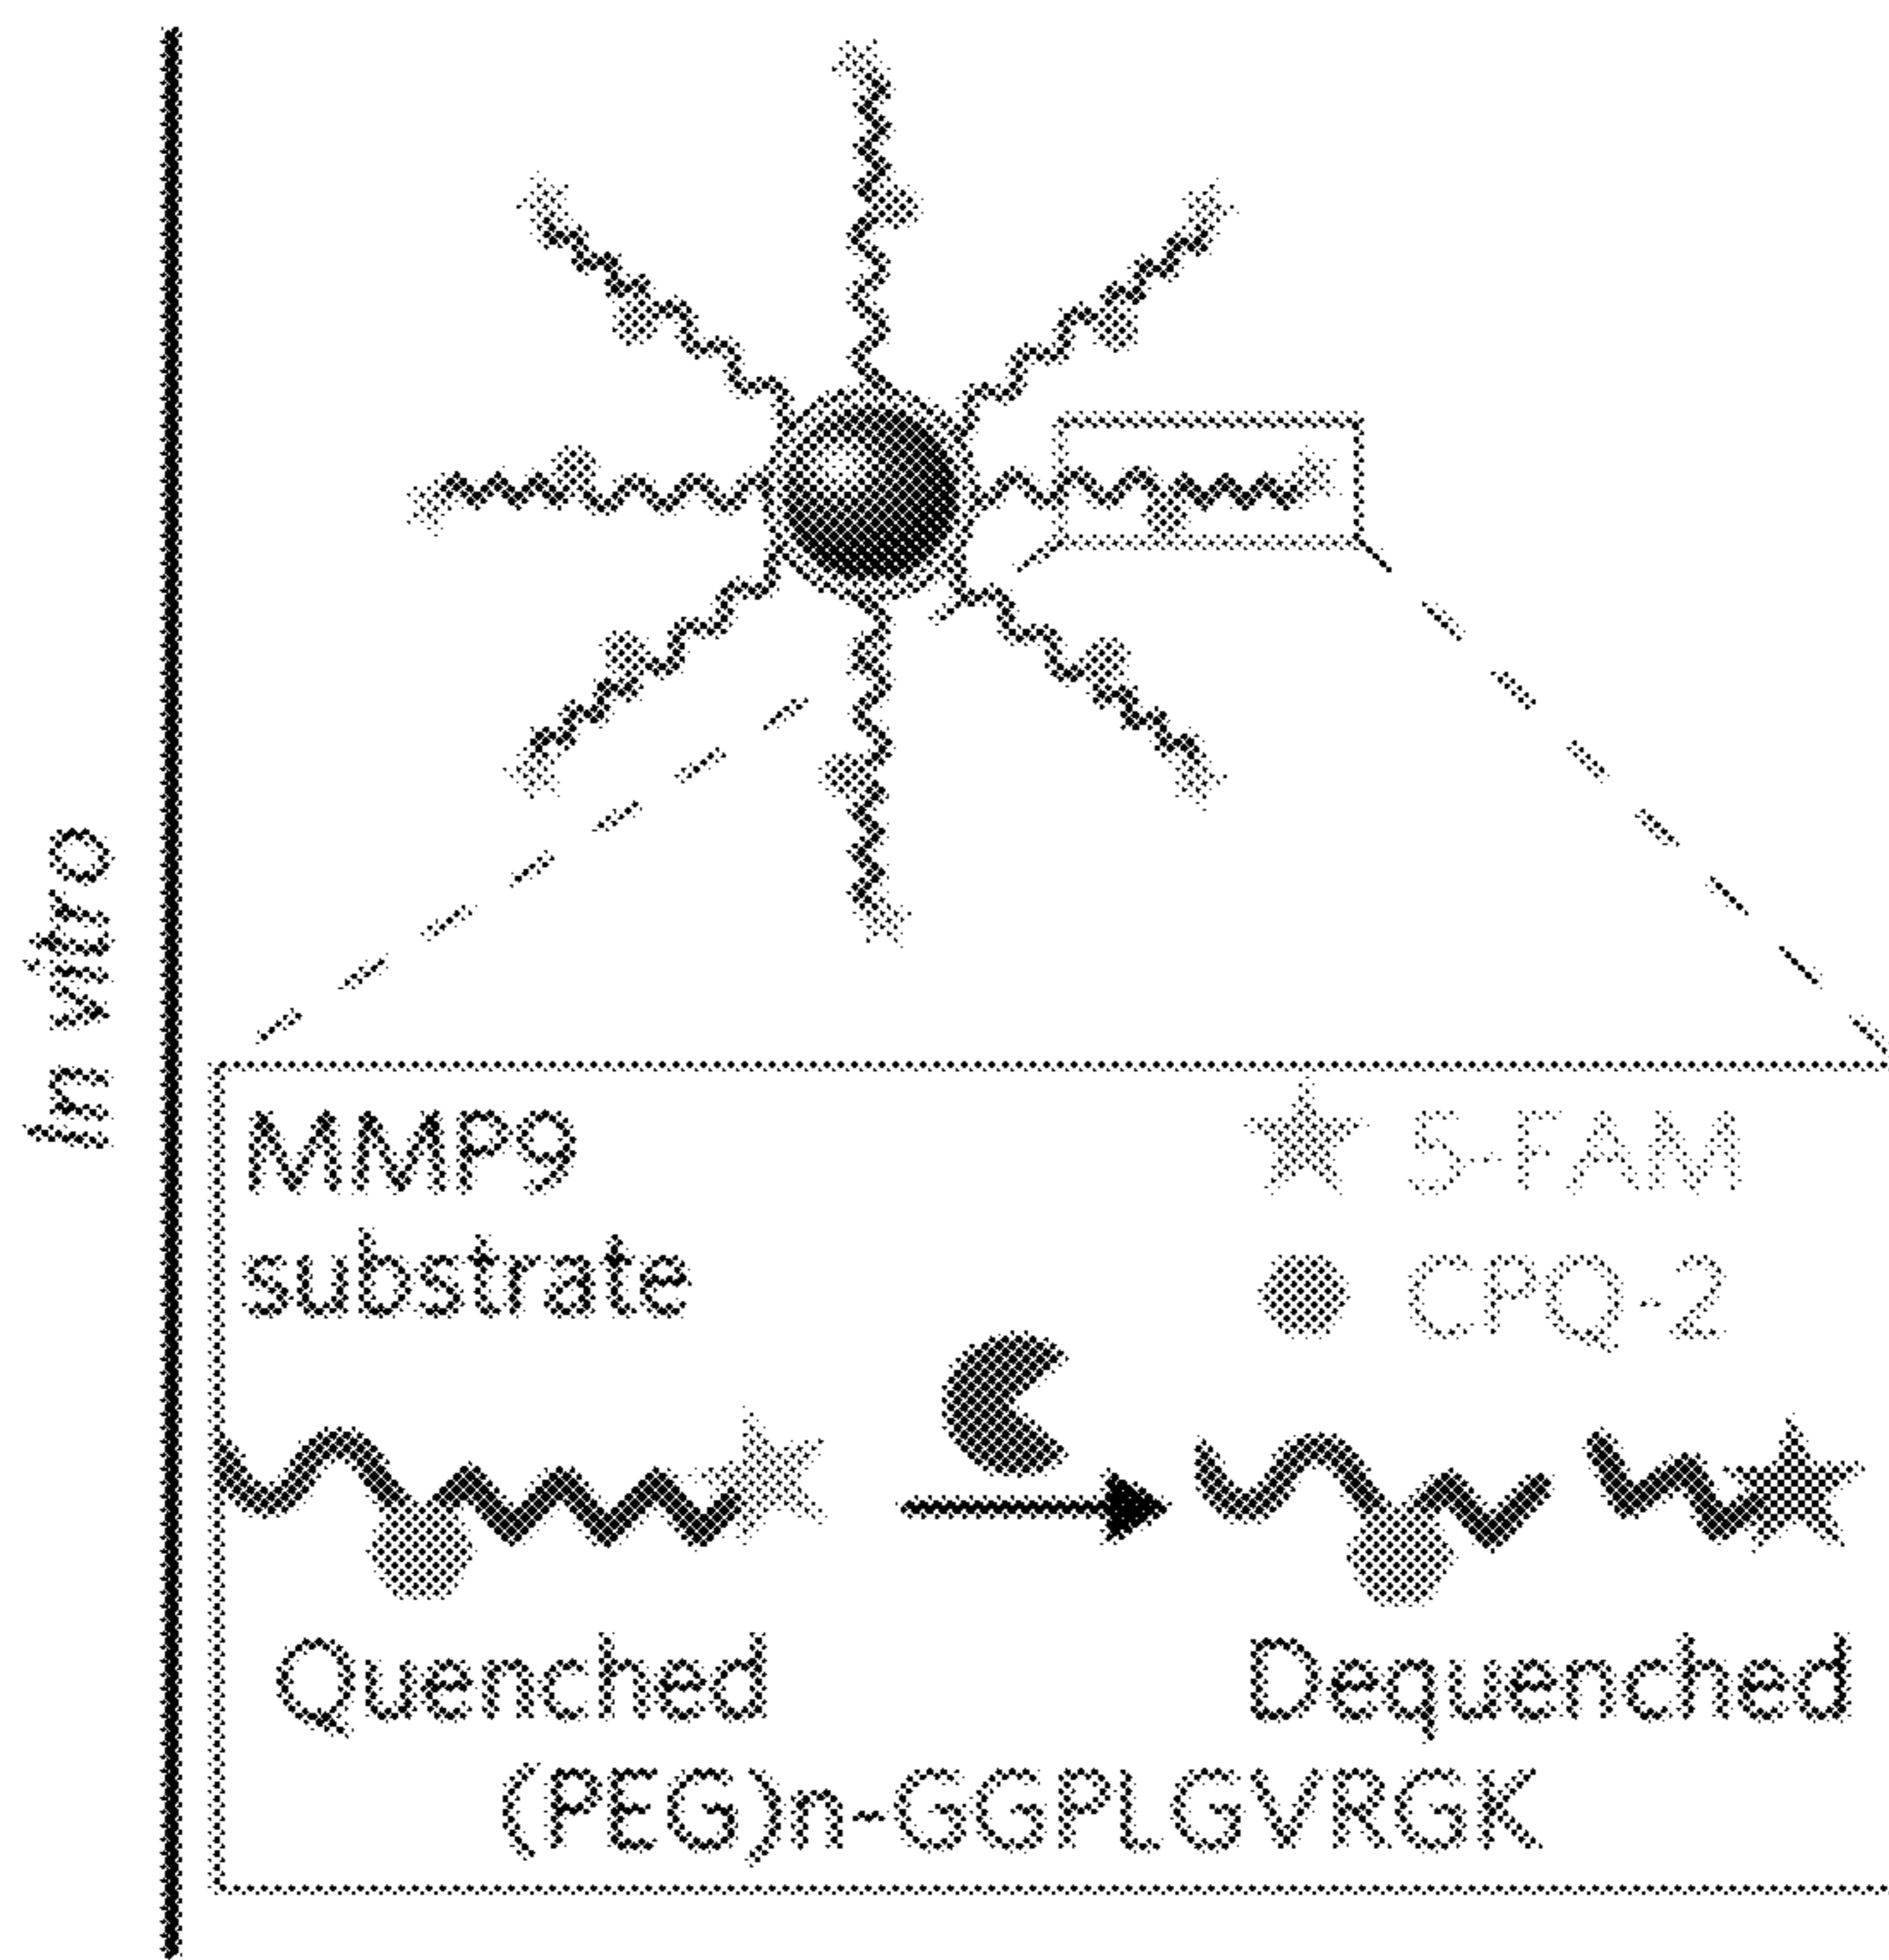 In vitro
MMP9
substrate
5-FAM
CPQ-2
Quenched
Dequenched
(PEG)n-GGPLGVRGK